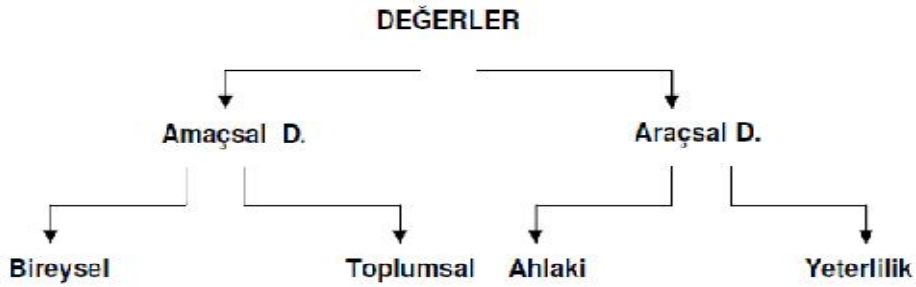 DEĞERLER
Amaçsal D. Araçsal D.
Bireysel Toplumsal Ahlaki Yeterlilik